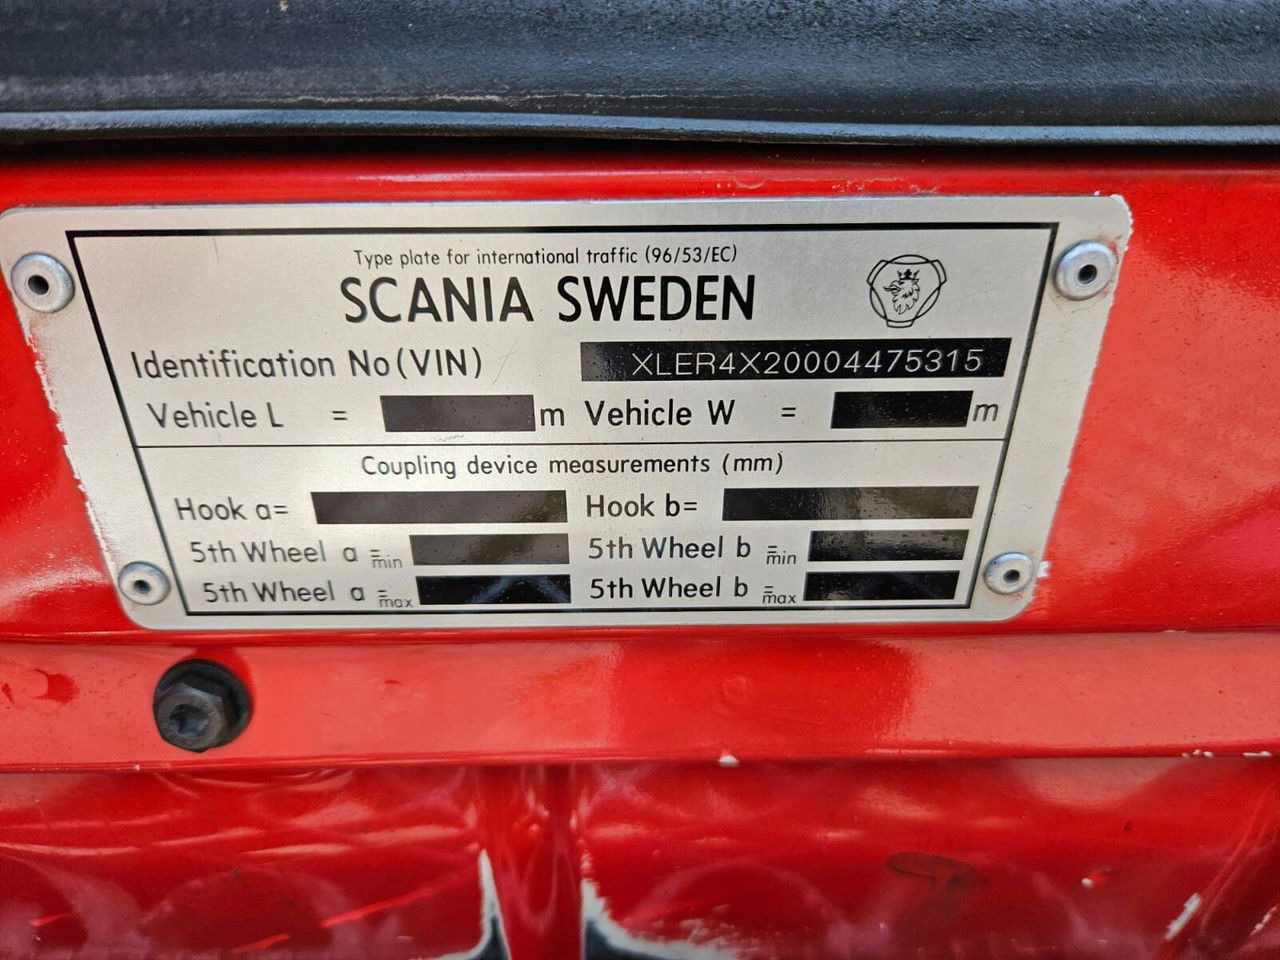 Type plate for international traffic (96/53/EC)
SCANIA SWEDEN
Identification No (VIN) XLER4X20004475315
Vehicle L = m Vehicle W = m
Coupling device measurements (mm)
Hook a= Hook b=
5th Wheel a = min 5th Wheel b = min
5th Wheel a = max 5th Wheel b = max